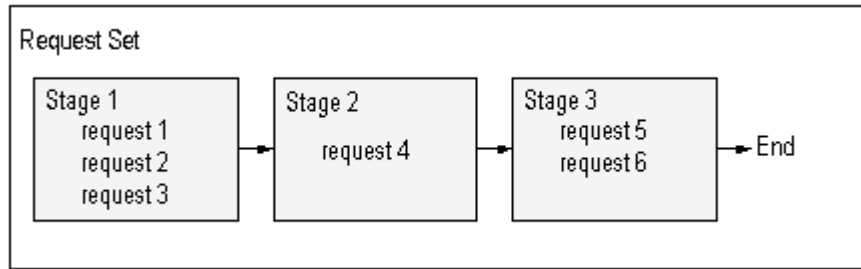 Request Set
Stage 1
request 1
request 2
request 3
Stage 2
request 4
Stage 3
request 5
request 6
End